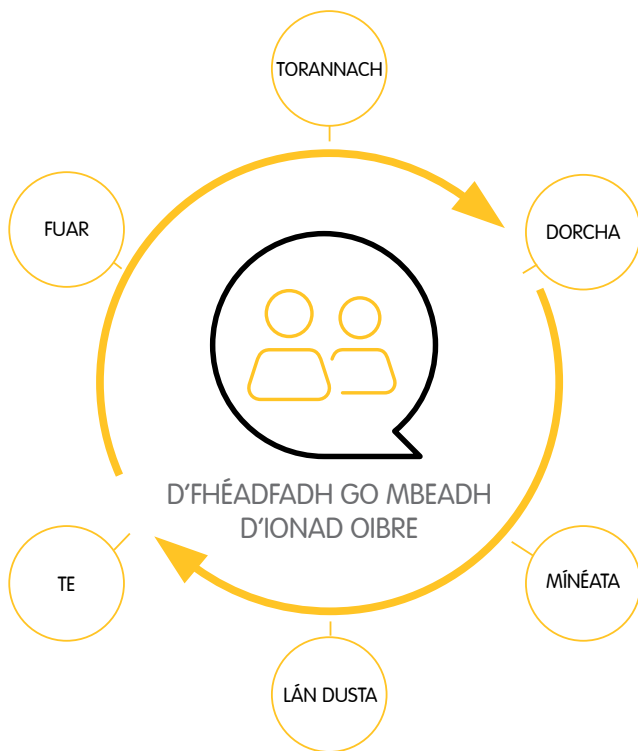 TORANNACH
FUAR
DORCHA
D'FHÉADFADH GO MBEADH
D'IONAD OIBRE
TE
MÍNÉATA
LÁN DUSTA